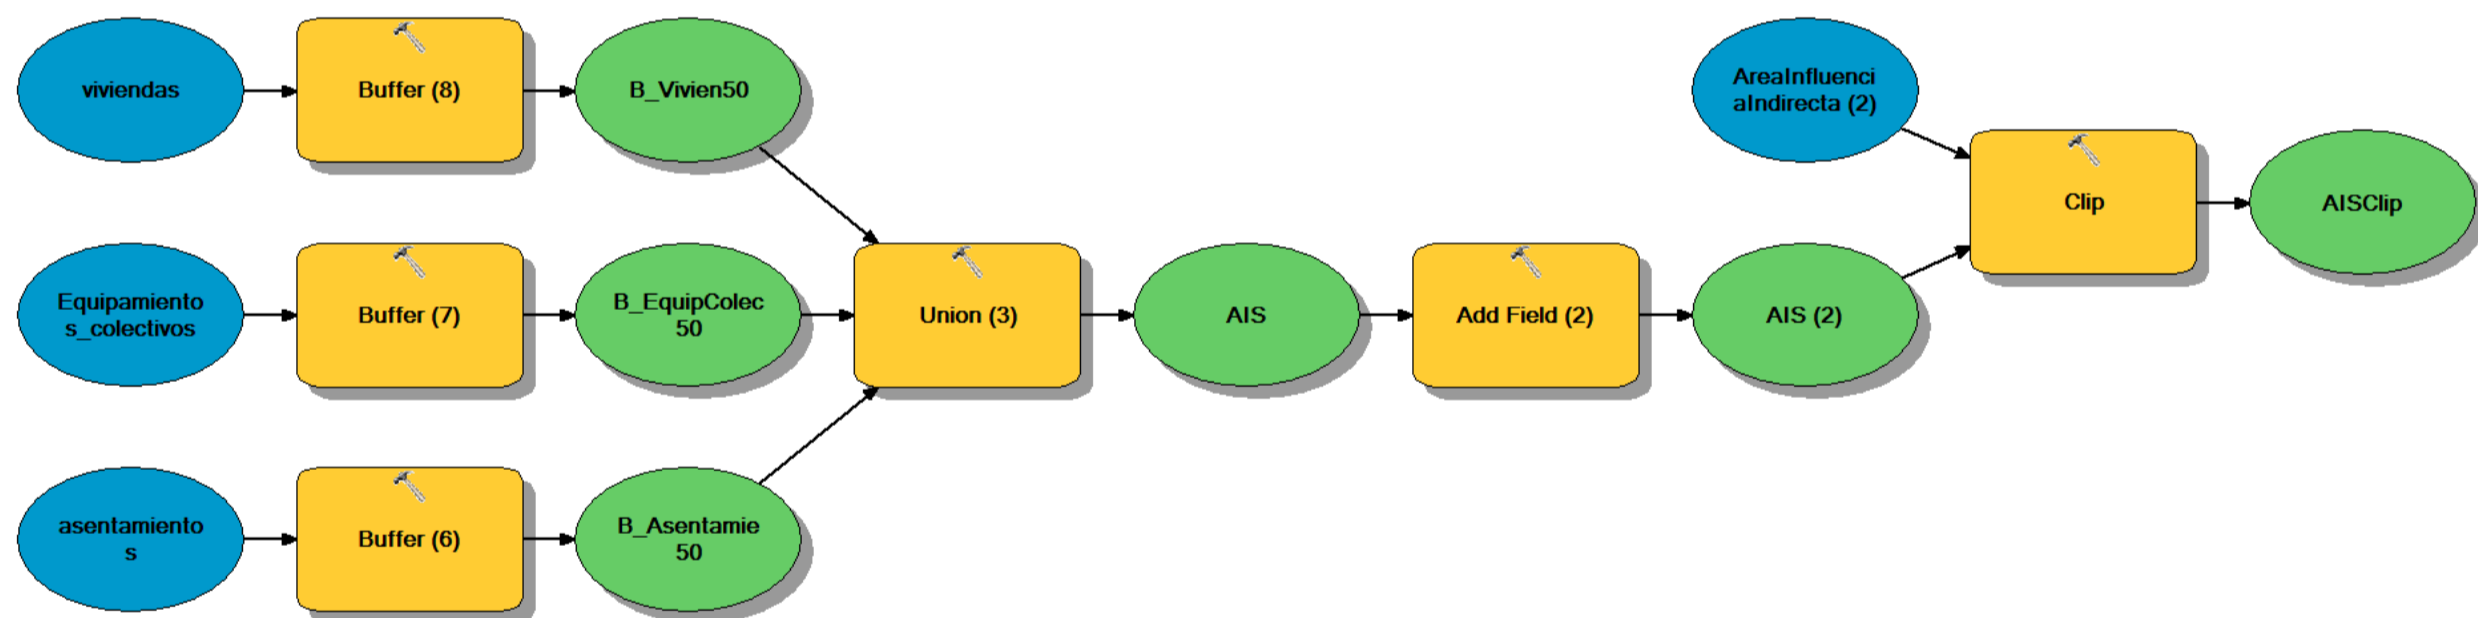 viviendas
Buffer (8)
B_Vivien50
AreaInfluenci
aIndirecta (2)
Clip
AISClip
Equipamiento
s_colectivos
Buffer (7)
B_EquipColec
50
Union (3)
AIS
Add Field (2)
AIS (2)
asentamiento
s
Buffer (6)
B_Asentamie
50